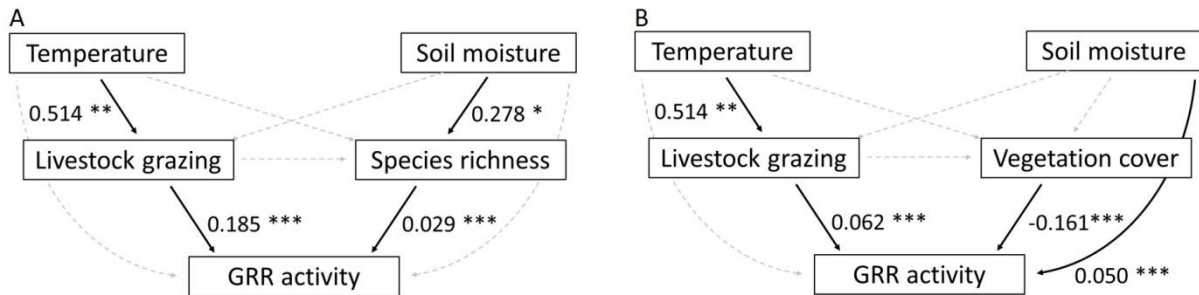 A
Temperature
Soil moisture
0.514 **
0.278 *
Livestock grazing
Species richness
0.185 ***
0.029 ***
GRR activity
B
Temperature
Soil moisture
0.514 **
Livestock grazing
Vegetation cover
0.062 ***
-0.161***
GRR activity
0.050 ***